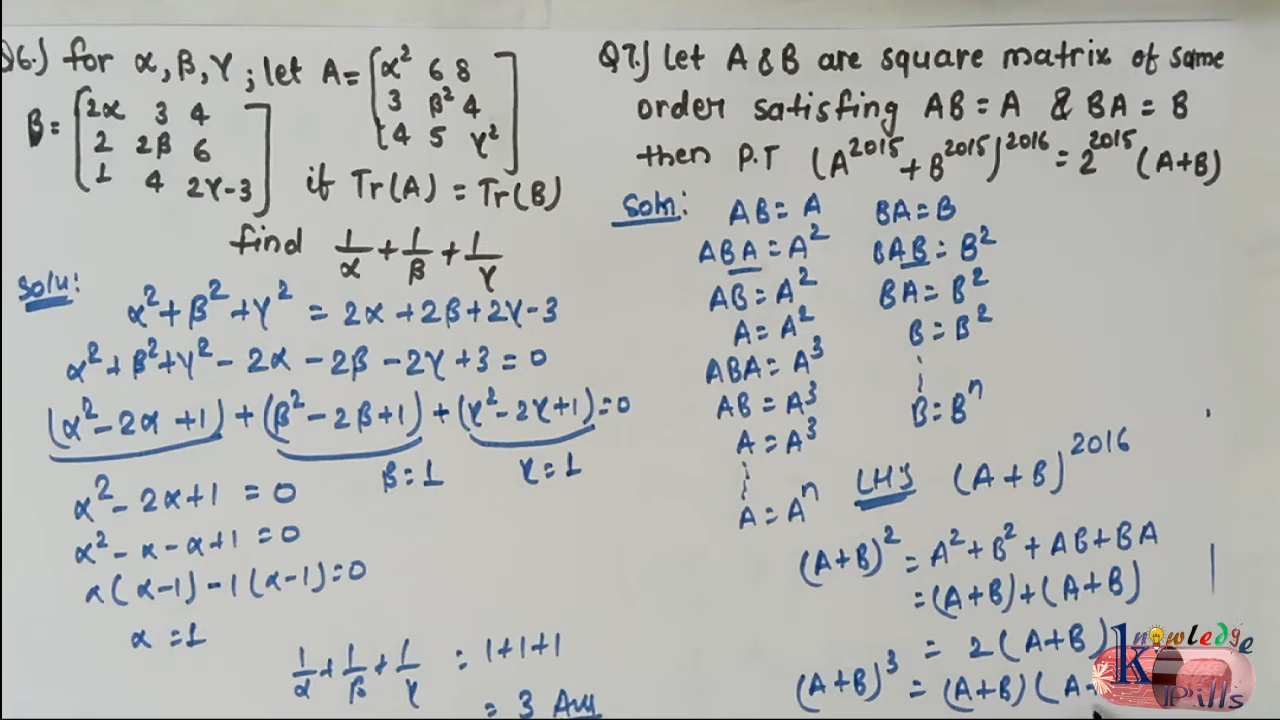 Q6.) for α, β, γ ; let A = [α² 6 8
3 β² 4
4 5 γ²]
B = [2α 3 4
2 2β 6
1 4 2γ-3]
if Tr(A) = Tr(B)
find 1/α + 1/β + 1/γ
Soln:
α² + β² + γ² = 2α + 2β + 2γ - 3
α² + β² + γ² - 2α - 2β - 2γ + 3 = 0
(α² - 2α + 1) + (β² - 2β + 1) + (γ² - 2γ + 1) = 0
β = 1 γ = 1
α² - 2α + 1 = 0
α² - α - α + 1 = 0
α(α-1) - 1(α-1) = 0
α = 1
1/α + 1/β + 1/γ = 1+1+1
= 3 Ans
Q7.) Let A & B are square matrix of same
order satisfing AB = A & BA = B
then P.T (A²⁰¹⁵ + B²⁰¹⁵)²⁰¹⁶ = 2²⁰¹⁵ (A+B)
Soln: AB = A BA = B
ABA = A² BAB = B²
AB = A² BA = B²
A = A² B = B²
ABA = A³
AB = A³ B = Bⁿ
A = A³
A = Aⁿ
LHS (A+B)²⁰¹⁶
(A+B)² = A² + B² + AB + BA
= (A+B) + (A+B)
= 2(A+B)
(A+B)³ = (A+B)(A
Knowledge
Pills